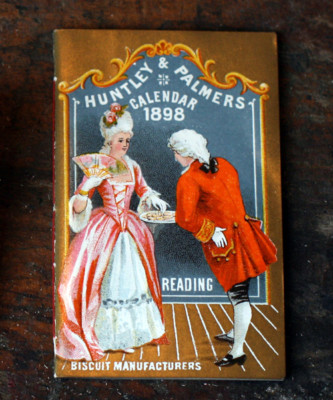 HUNTLEY & PALMERS
CALENDAR
1898
READING
BISCUIT MANUFACTURERS